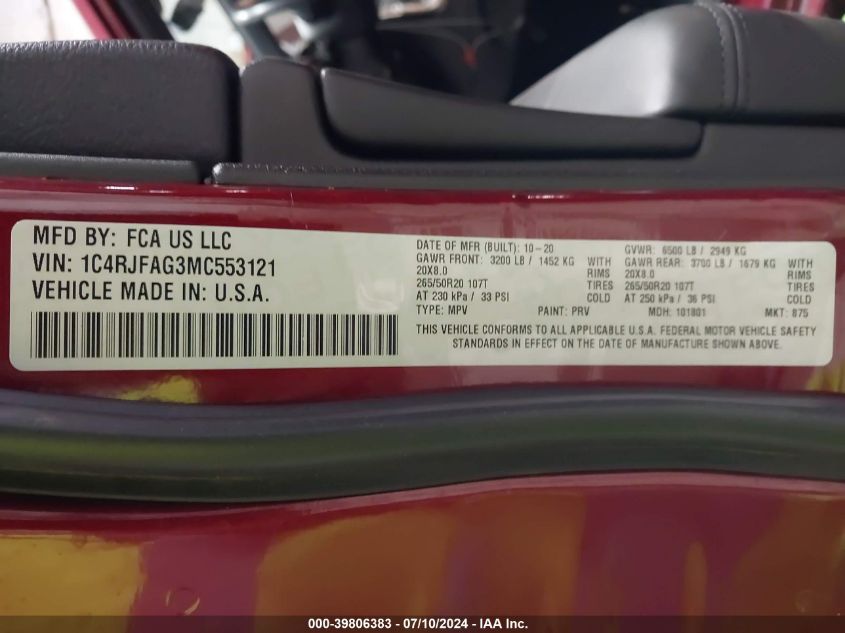 MFD BY: FCA US LLC
VIN: 1C4RJFAG3MC553121
VEHICLE MADE IN: U.S.A.
DATE OF MFR (BUILT): 10-20 GVWR: 6500 LB / 2949 KG
GAWR FRONT: 3200 LB / 1452 KG WITH GAWR REAR: 3700 LB / 1679 KG WITH
20X8.0 RIMS 20X8.0 RIMS
265/50R20 107T TIRES 265/50R20 107T TIRES
AT 230 kPa / 33 PSI COLD AT 250 kPa / 36 PSI COLD
TYPE: MPV PAINT: PRV MDH: 101801 MKT: 875
THIS VEHICLE CONFORMS TO ALL APPLICABLE U.S.A. FEDERAL MOTOR VEHICLE SAFETY
STANDARDS IN EFFECT ON THE DATE OF MANUFACTURE SHOWN ABOVE.
000-39806383 - 07/10/2024 - IAA Inc.